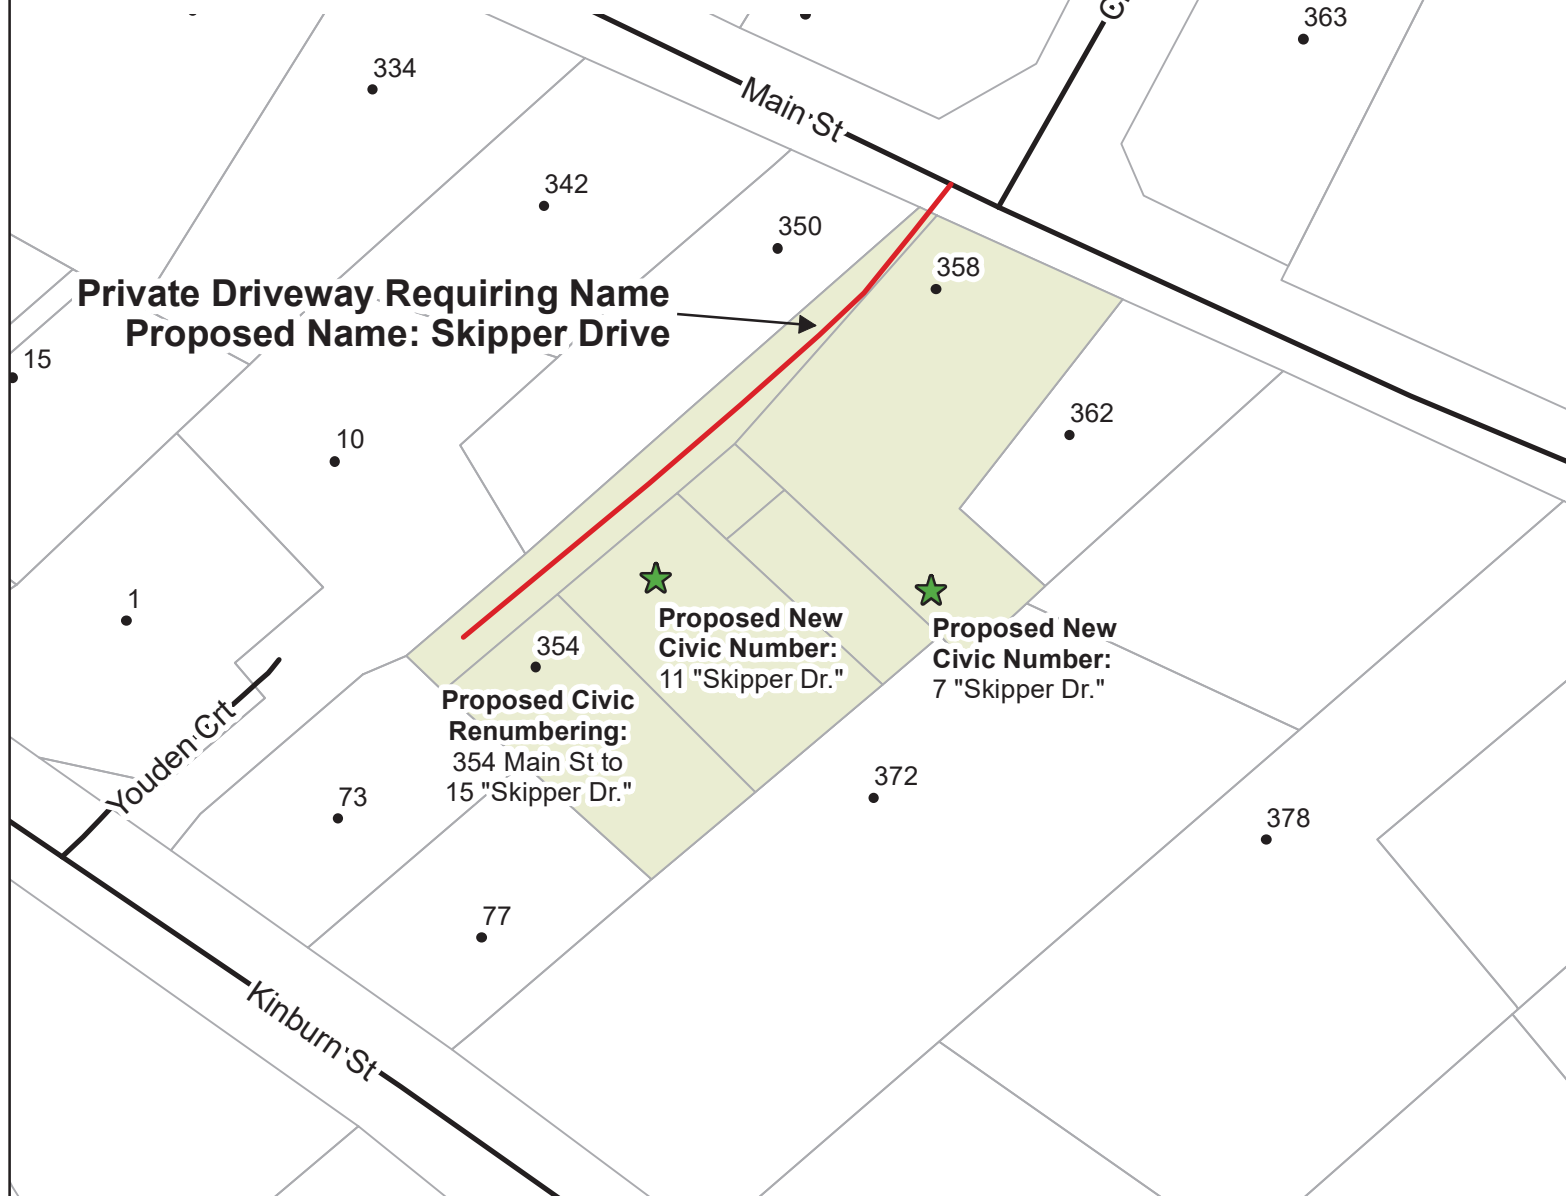 363
334
Main St
342
350
358
Private Driveway Requiring Name
Proposed Name: Skipper Drive
15
362
10
1
Proposed New
Civic Number:
11 "Skipper Dr."
Proposed New
Civic Number:
7 "Skipper Dr."
354
Proposed Civic
Renumbering:
354 Main St to
15 "Skipper Dr."
Youden Crt
73
372
378
77
Kinburn St